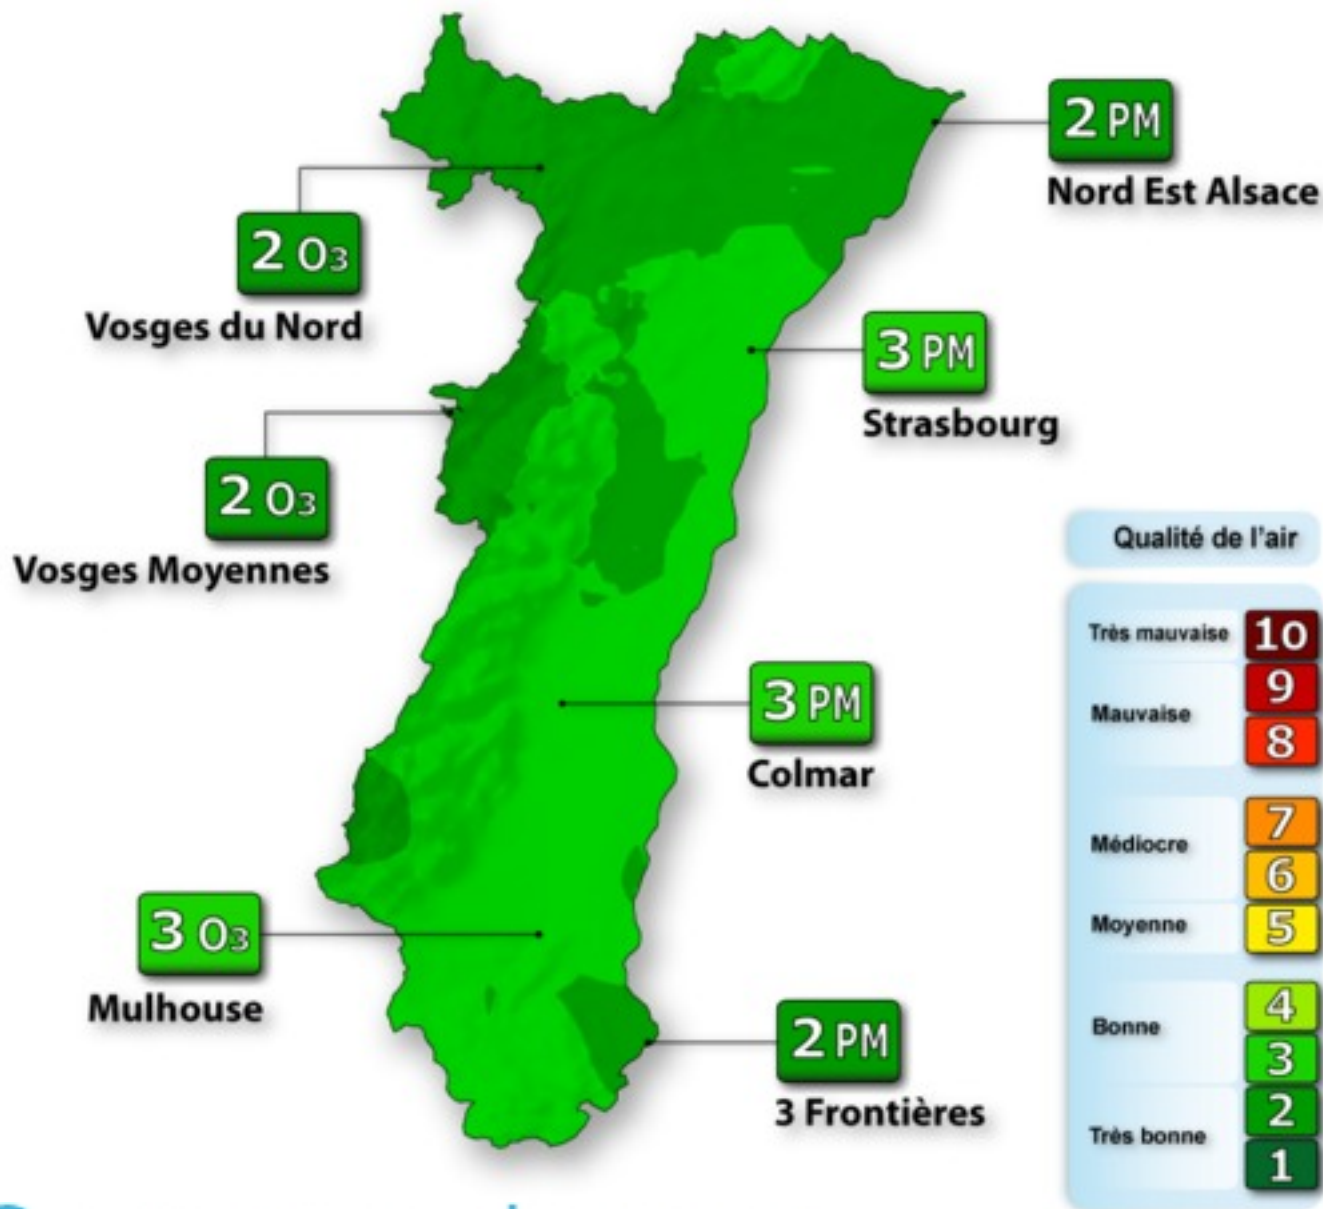 2 PM
Nord Est Alsace
2 O3
Vosges du Nord
3 PM
Strasbourg
2 O3
Vosges Moyennes
3 PM
Colmar
3 O3
Mulhouse
2 PM
3 Frontières
Qualité de l'air
Très mauvaise 10
9
Mauvaise
8
7
Médiocre
6
Moyenne 5
4
Bonne
3
2
Très bonne
1